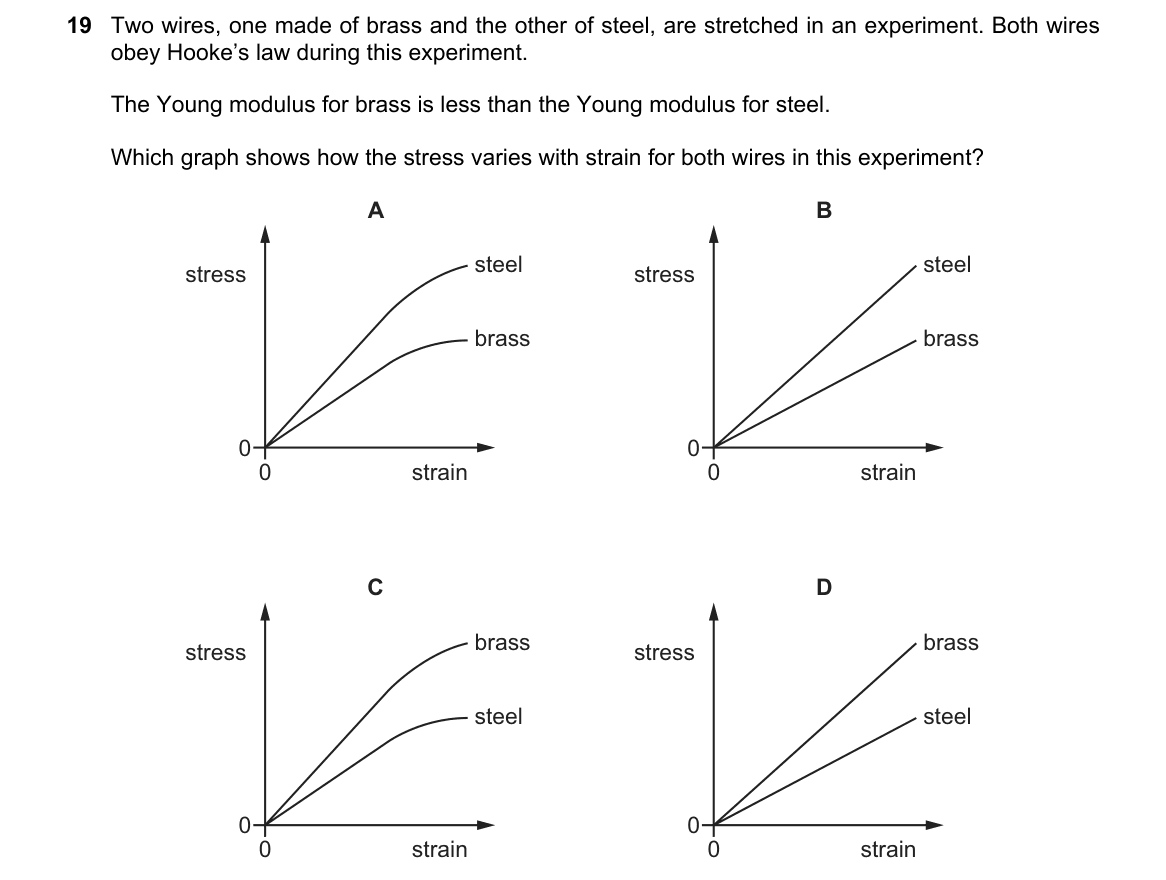 19 Two wires, one made of brass and the other of steel, are stretched in an experiment. Both wires
obey Hooke’s law during this experiment.
The Young modulus for brass is less than the Young modulus for steel.
Which graph shows how the stress varies with strain for both wires in this experiment?
A
stress
steel
brass
0
0
strain
B
stress
steel
brass
0
0
strain
C
stress
brass
steel
0
0
strain
D
stress
brass
steel
0
0
strain